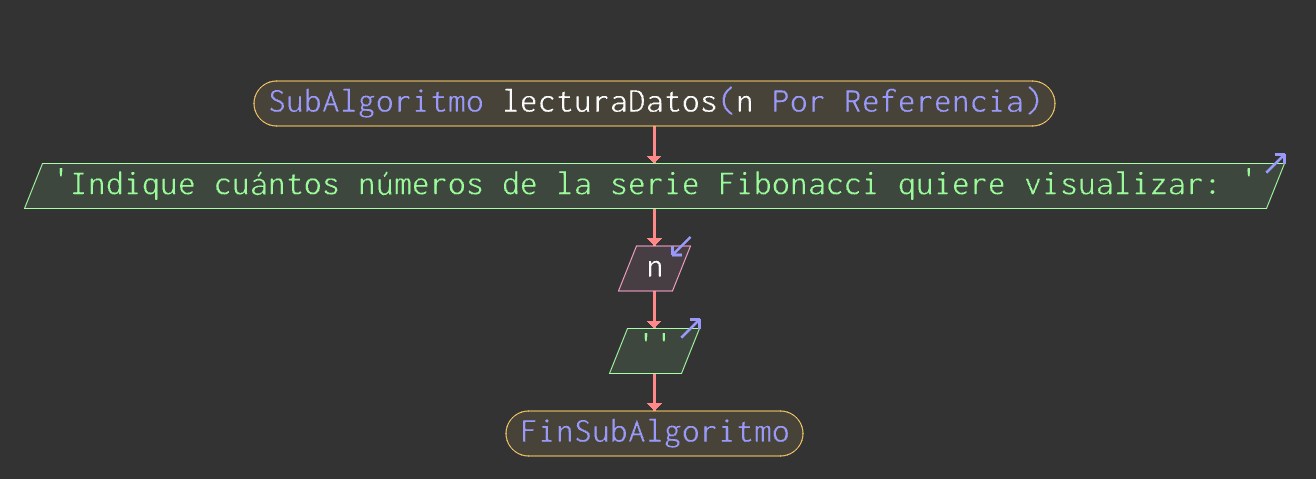 SubAlgoritmo lecturaDatos(n Por Referencia)
'Indique cuántos números de la serie Fibonacci quiere visualizar: '
n
''
FinSubAlgoritmo